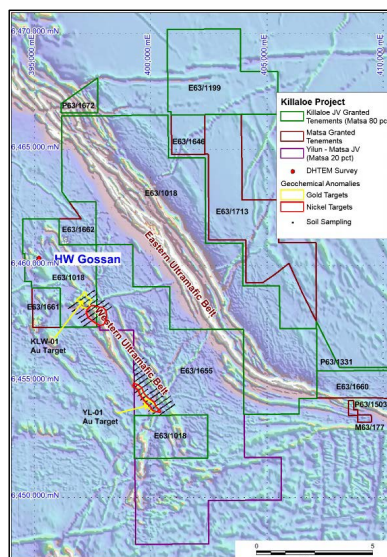 395,000 mE
400,000 mE
405,000 mE
410,000 mE
6,470,000 mN
E63/1199
Killaloe Project
Killaloe JV Granted
Tenements (Matsa 80 pct)
Matsa Granted
Tenements
Yilun - Matsa JV
(Matsa 20 pct)
DHTEM Survey
Geochemical Anomalies
Gold Targets
Nickel Targets
Soil Sampling
P63/1672
6,465,000 mN
E63/1646
E63/1018
E63/1713
E63/1662
Eastern Ultramafic Belt
6,460,000 mN
HW Gossan
E63/1018
E63/1661
KLW-01
Au Target
Western Ultramafic Belt
P63/1331
E63/1655
E63/1660
6,455,000 mN
P63/1503
M63/177
YL-01
Au Target
E63/1018
6,450,000 mN
0
5